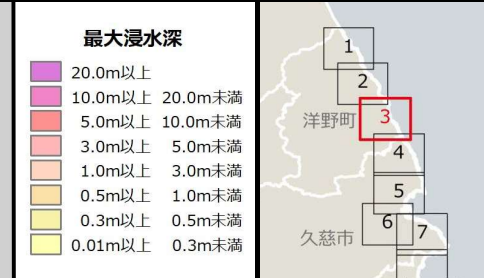 最大浸水深
20.0m以上
10.0m以上 20.0m未満
5.0m以上 10.0m未満
3.0m以上 5.0m未満
1.0m以上 3.0m未満
0.5m以上 1.0m未満
0.3m以上 0.5m未満
0.01m以上 0.3m未満
1
2
洋野町 3
4
5
6
7
久慈市